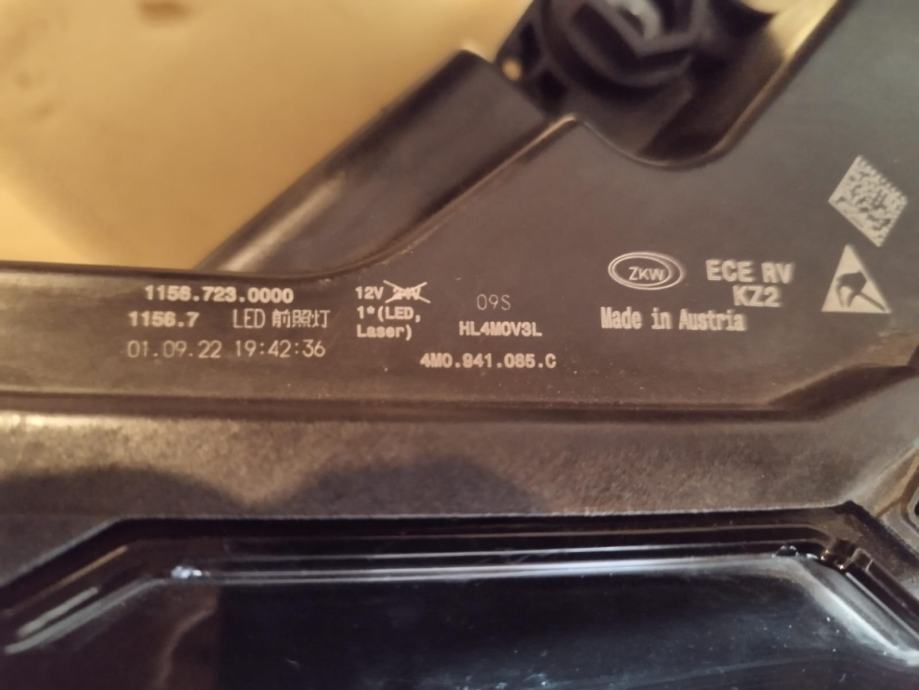 1156.723.0000
1156.7 LED 前照灯
01.09.22 19:42:36
12V 24V
1*(LED,
Laser)
09S
HL4M0V3L
4M0.941.085.C
ZKW
ECE RV
KZ2
Made in Austria